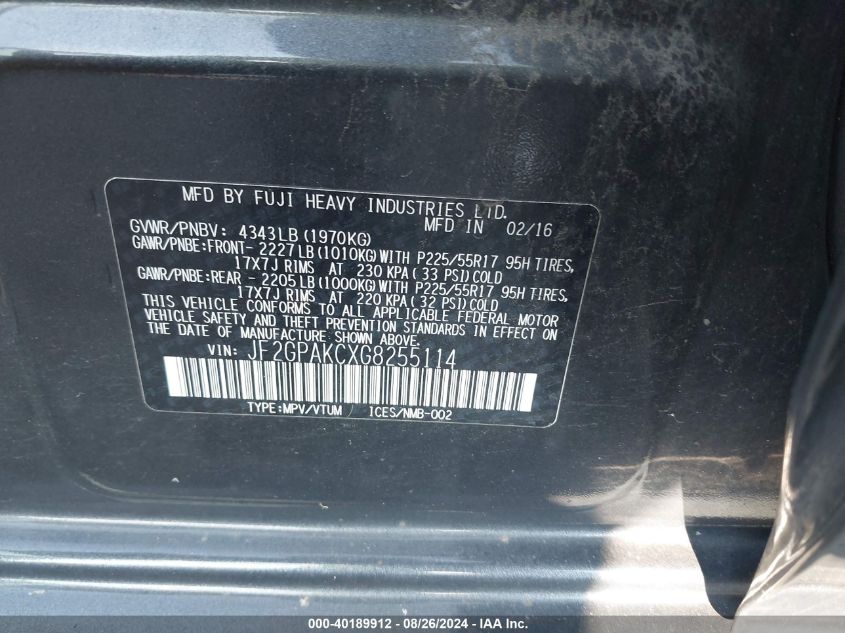 MFD BY FUJI HEAVY INDUSTRIES LTD.
MFD IN 02/16
GVWR/PNBV: 4343LB (1970KG)
GAWR/PNBE:FRONT- 2227LB (1010KG) WITH P225/55R17 95H TIRES,
17X7J RIMS AT 230 KPA ( 33 PSI) COLD
GAWR/PNBE:REAR - 2205LB (1000KG) WITH P225/55R17 95H TIRES,
17X7J RIMS AT 220 KPA ( 32 PSI) COLD
THIS VEHICLE CONFORMS TO ALL APPLICABLE FEDERAL MOTOR
VEHICLE SAFETY AND THEFT PREVENTION STANDARDS IN EFFECT ON
THE DATE OF MANUFACTURE SHOWN ABOVE.
VIN: JF2GPAKCXG8255114
TYPE:MPV/VTUM ICES/NMB-002
000-40189912 - 08/26/2024 - IAA Inc.